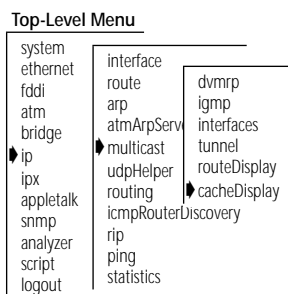 Top-Level Menu
system
ethernet
fddi
atm
bridge
ip
ipx
appletalk
snmp
analyzer
script
logout
interface
route
arp
atmArpServ
multicast
udpHelper
routing
icmpRouterDiscovery
rip
ping
statistics
dvmrp
igmp
interfaces
tunnel
routeDisplay
cacheDisplay